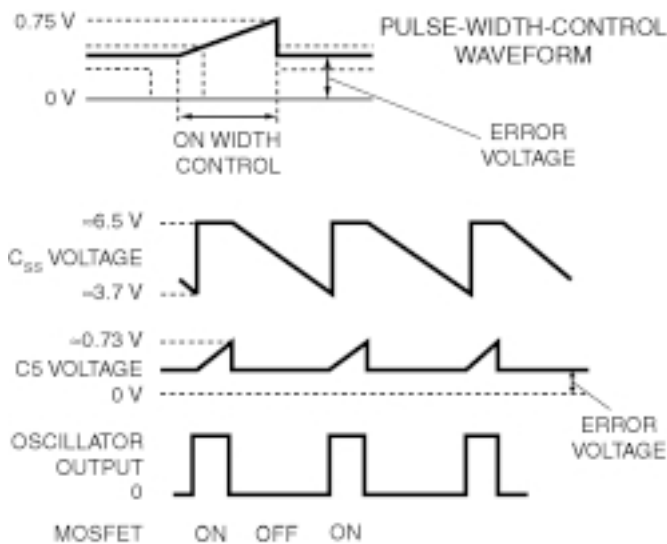 0.75 V
PULSE-WIDTH-CONTROL
WAVEFORM
0 V
ON WIDTH
CONTROL
ERROR
VOLTAGE
≈6.5 V
CSS VOLTAGE
≈3.7 V
≈0.73 V
C5 VOLTAGE
0 V
ERROR
VOLTAGE
OSCILLATOR
OUTPUT
0
MOSFET ON OFF ON